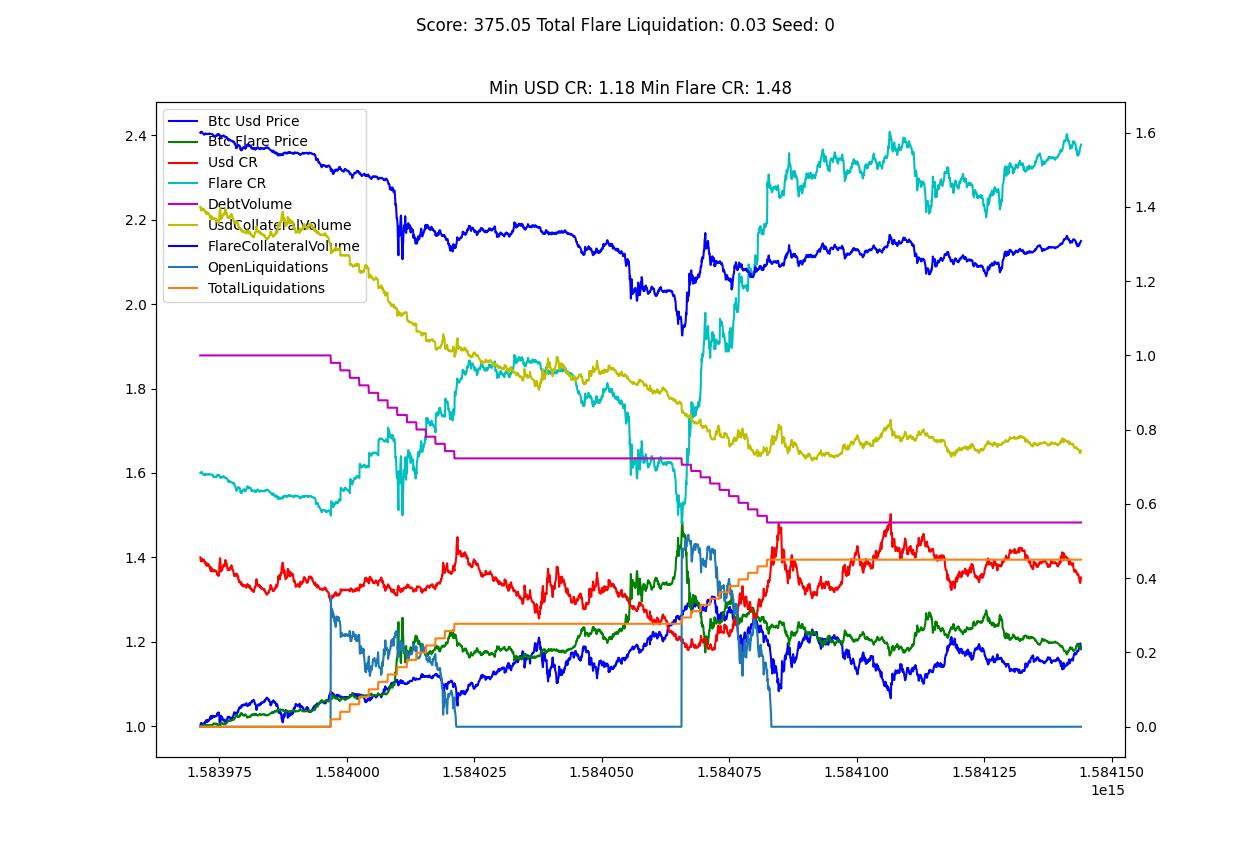 Score: 375.05 Total Flare Liquidation: 0.03 Seed: 0
Min USD CR: 1.18 Min Flare CR: 1.48
Btc Usd Price
Btc Flare Price
Usd CR
Flare CR
DebtVolume
UsdCollateralVolume
FlareCollateralVolume
OpenLiquidations
TotalLiquidations
2.4
2.2
2.0
1.8
1.6
1.4
1.2
1.0
1.6
1.4
1.2
1.0
0.8
0.6
0.4
0.2
0.0
1.583975 1.584000 1.584025 1.584050 1.584075 1.584100 1.584125 1.584150
1e15